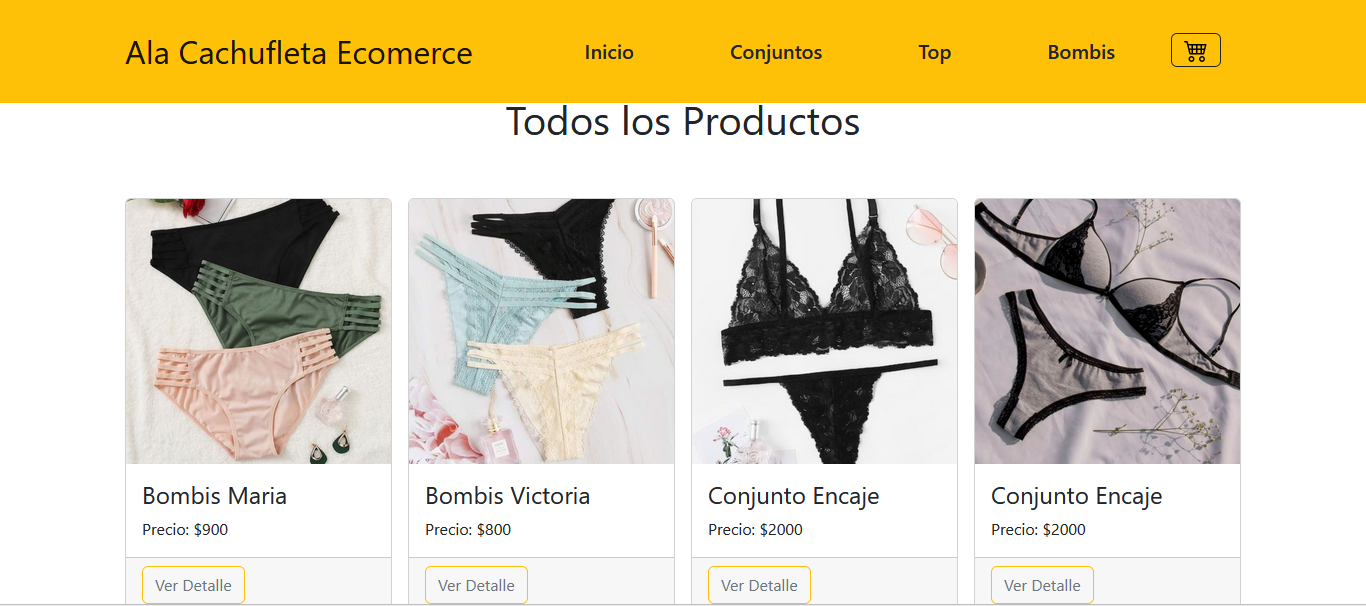 Ala Cachufleta Ecomerce
Inicio
Conjuntos
Top
Bombis
Todos los Productos
Bombis Maria
Precio: $900
Ver Detalle
Bombis Victoria
Precio: $800
Ver Detalle
Conjunto Encaje
Precio: $2000
Ver Detalle
Conjunto Encaje
Precio: $2000
Ver Detalle